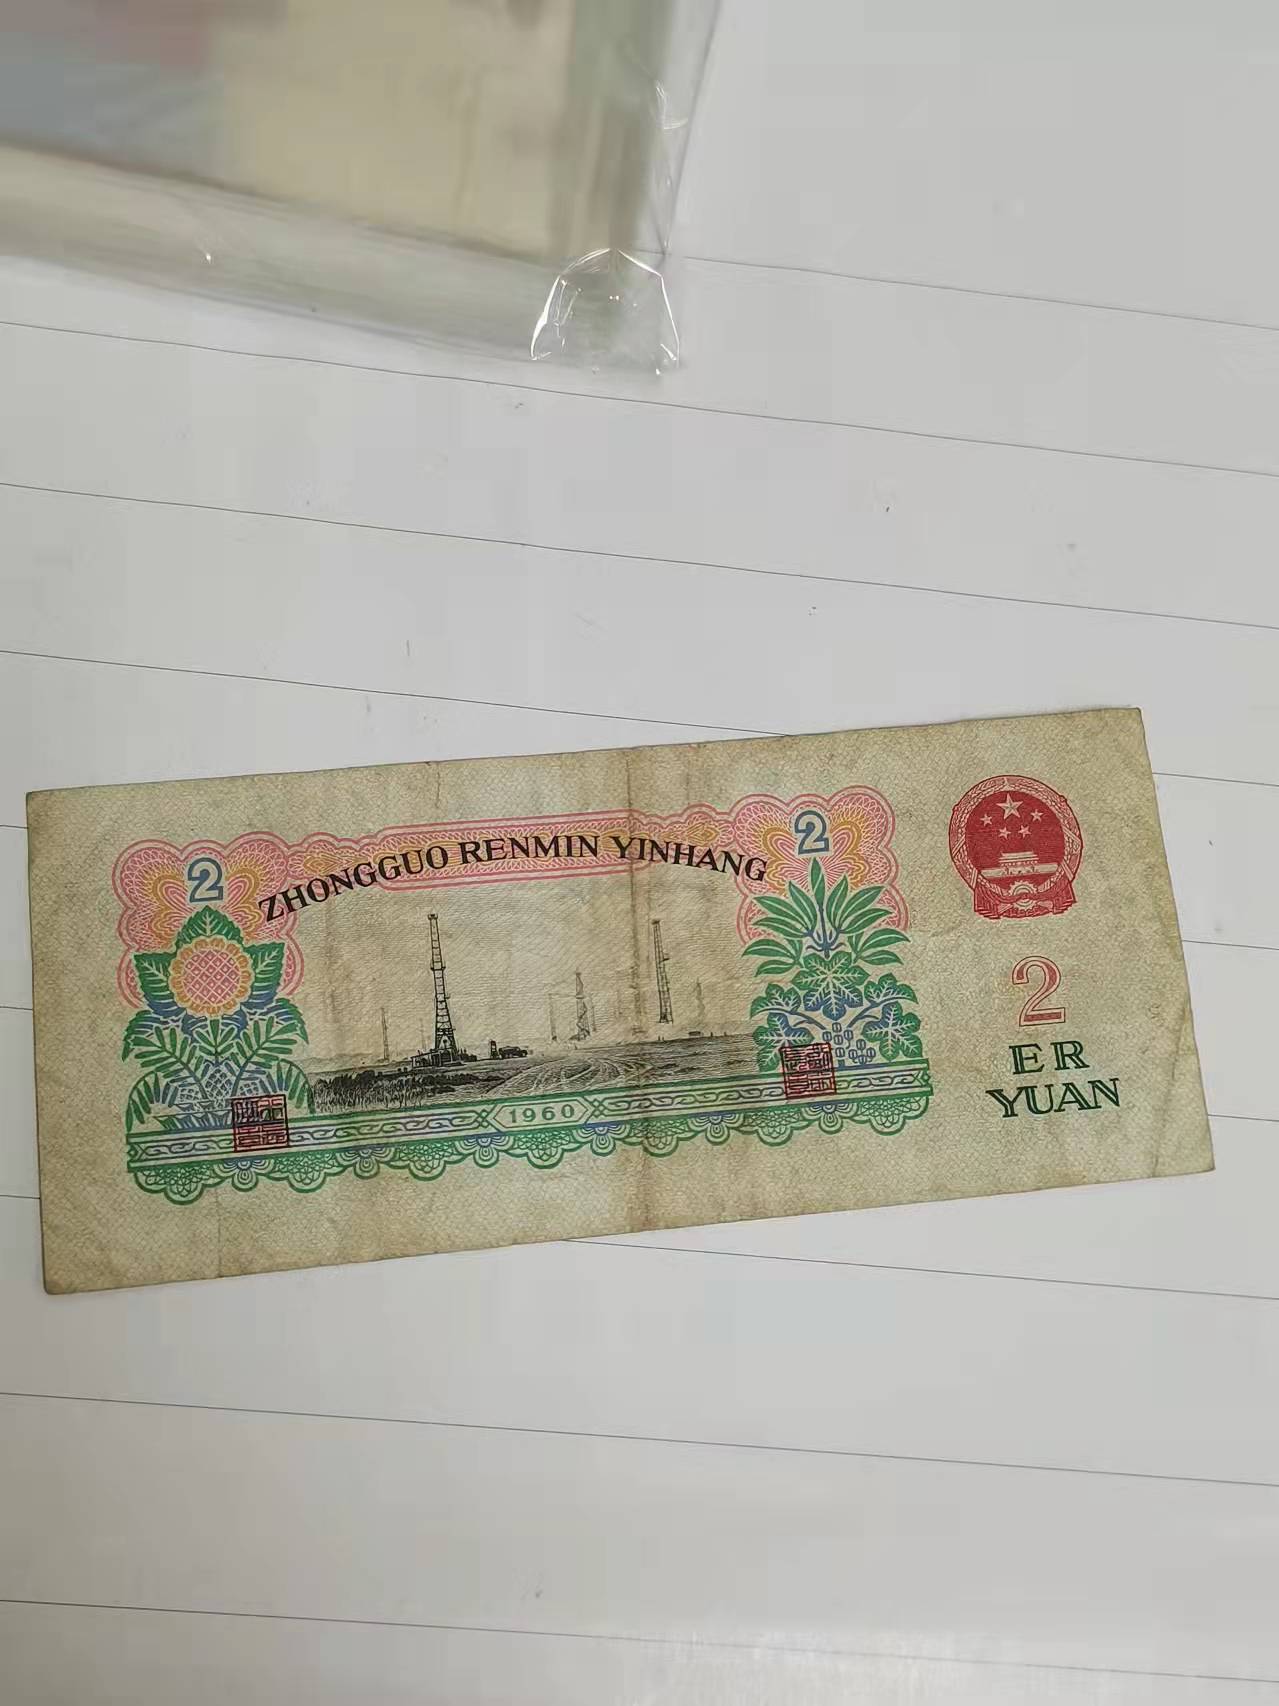 2
2
ZHONGGUO RENMIN YINHANG
1960
2
ER
YUAN